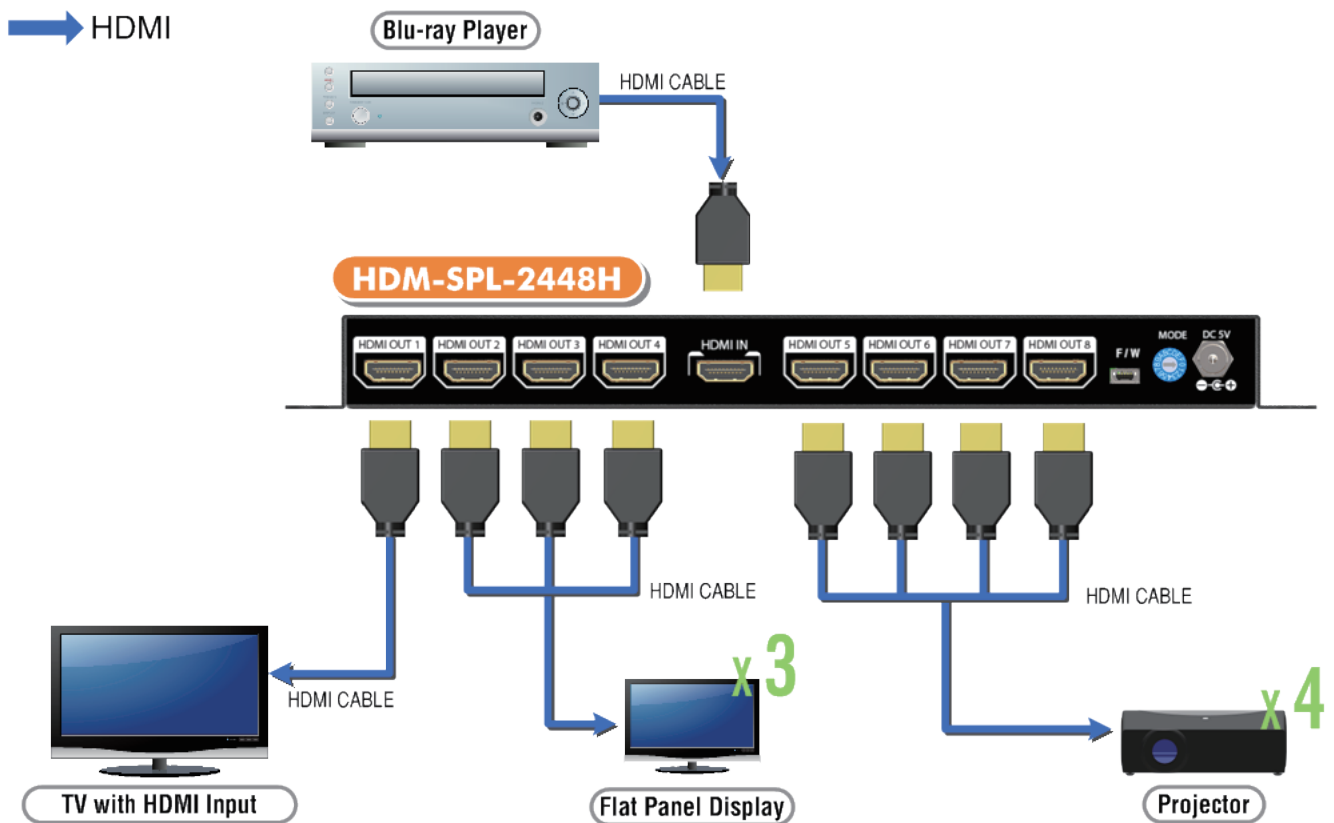 HDMI
Blu-ray Player
HDMI CABLE
HDM-SPL-2448H
HDMI OUT 1
HDMI OUT 2
HDMI OUT 3
HDMI OUT 4
HDMI IN
HDMI OUT 5
HDMI OUT 6
HDMI OUT 7
HDMI OUT 8
F/W
MODE
DC 5V
HDMI CABLE
HDMI CABLE
HDMI CABLE
x 3
x 4
TV with HDMI Input
Flat Panel Display
Projector